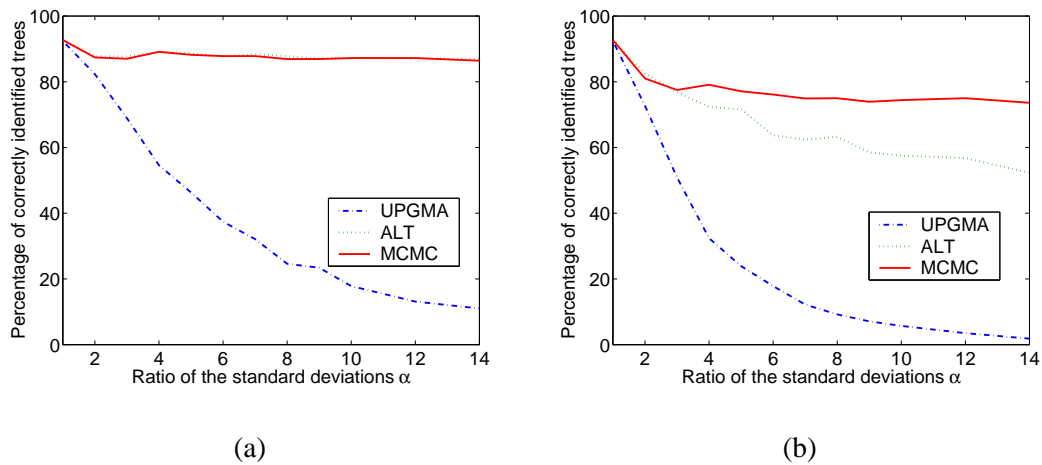 100
80
60
40
20
0
Percentage of correctly identified trees
2 4 6 8 10 12 14
Ratio of the standard deviations α
UPGMA
ALT
MCMC
(a)
100
80
60
40
20
0
Percentage of correctly identified trees
2 4 6 8 10 12 14
Ratio of the standard deviations α
UPGMA
ALT
MCMC
(b)